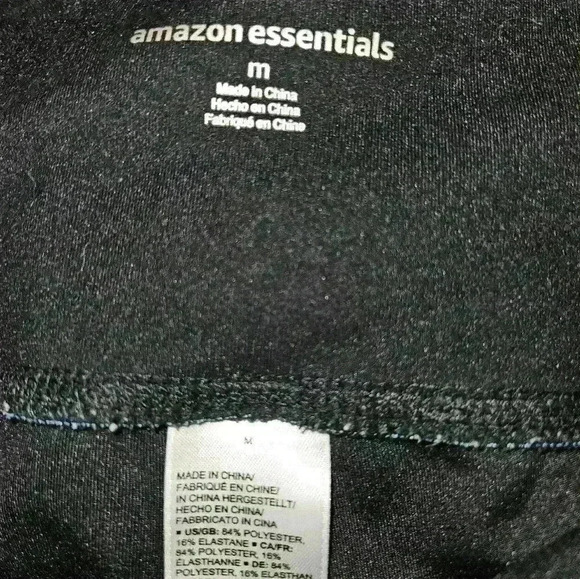 amazon essentials
m
Made in China
Hecho en China
Fabriqué en Chine
M
MADE IN CHINA/
FABRIQUÉ EN CHINE/
IN CHINA HERGESTELLT/
HECHO EN CHINA/
FABBRICATO IN CINA
▪ US/GB: 84% POLYESTER,
16% ELASTANE ▪ CA/FR:
84% POLYESTER, 16%
ÉLASTHANNE ▪ DE: 84%
POLYESTER, 16% ELASTHAN